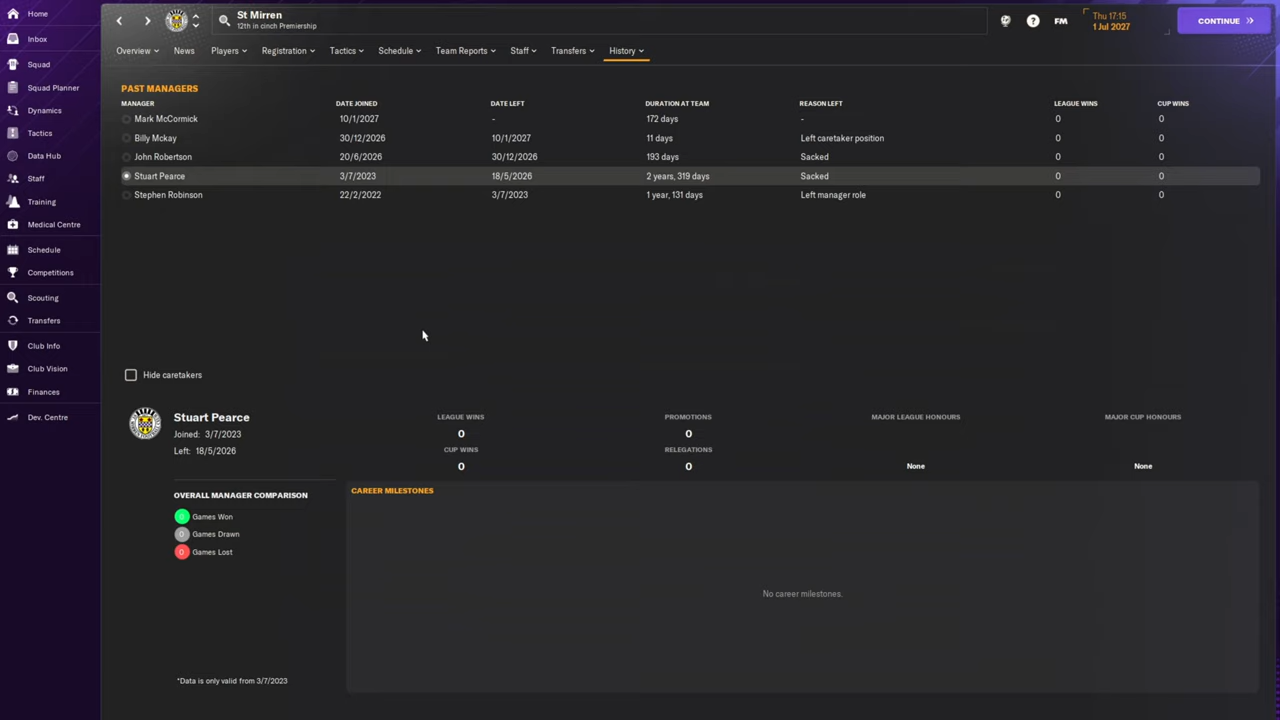 Home
Inbox
Squad
Squad Planner
Dynamics
Tactics
Data Hub
Staff
Training
Medical Centre
Schedule
Competitions
Scouting
Transfers
Club Info
Club Vision
Finances
Dev. Centre
St Mirren
12th in cinch Premiership
FM
Thu 17:15
1 Jul 2027
CONTINUE
Overview News Players Registration Tactics Schedule Team Reports Staff Transfers History
PAST MANAGERS
MANAGER DATE JOINED DATE LEFT DURATION AT TEAM REASON LEFT LEAGUE WINS CUP WINS
Mark McCormick 10/1/2027 - 172 days - 0 0
Billy Mckay 30/12/2026 10/1/2027 11 days Left caretaker position 0 0
John Robertson 20/6/2026 30/12/2026 193 days Sacked 0 0
Stuart Pearce 3/7/2023 18/5/2026 2 years, 319 days Sacked 0 0
Stephen Robinson 22/2/2022 3/7/2023 1 year, 131 days Left manager role 0 0
Hide caretakers
Stuart Pearce
Joined: 3/7/2023
Left: 18/5/2026
LEAGUE WINS PROMOTIONS MAJOR LEAGUE HONOURS MAJOR CUP HONOURS
0 0
CUP WINS RELEGATIONS
0 0 None None
OVERALL MANAGER COMPARISON
0 Games Won
0 Games Drawn
0 Games Lost
*Data is only valid from 3/7/2023
CAREER MILESTONES
No career milestones.